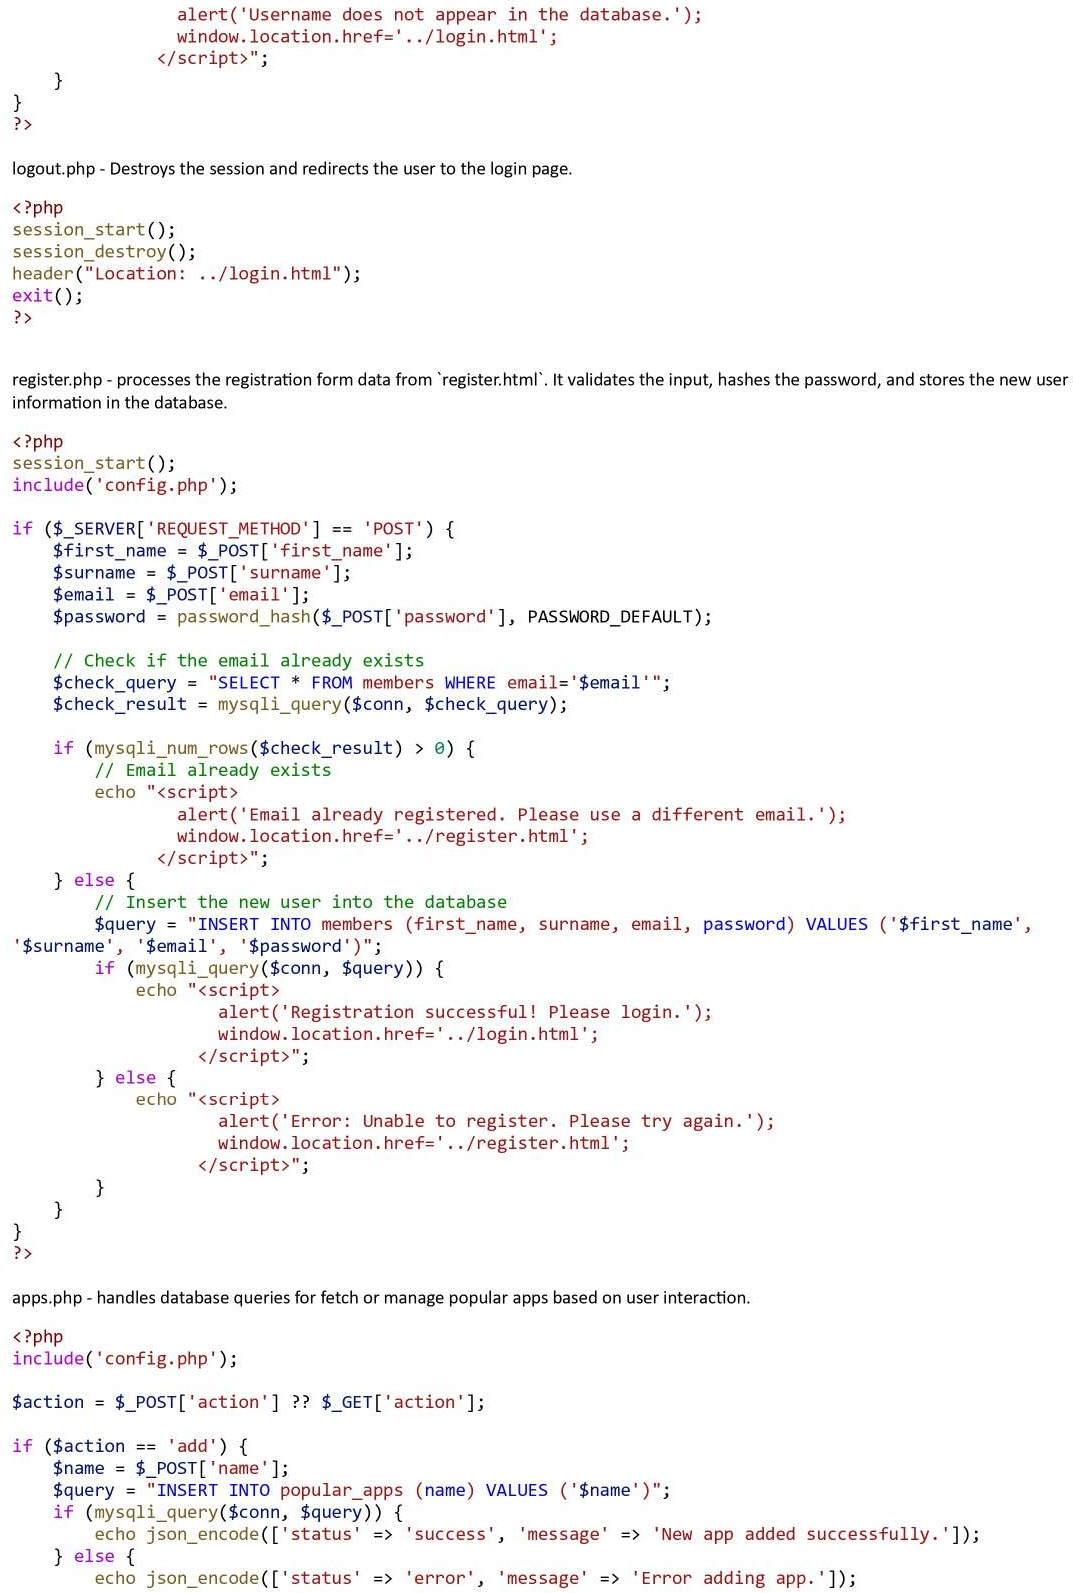 alert('Username does not appear in the database.');
window.location.href='../login.html';
</script>";
}
}
?>
logout.php - Destroys the session and redirects the user to the login page.
<?php
session_start();
session_destroy();
header("Location: ../login.html");
exit();
?>
register.php - processes the registration form data from `register.html`. It validates the input, hashes the password, and stores the new user
information in the database.
<?php
session_start();
include('config.php');
if ($_SERVER['REQUEST_METHOD'] == 'POST') {
$first_name = $_POST['first_name'];
$surname = $_POST['surname'];
$email = $_POST['email'];
$password = password_hash($_POST['password'], PASSWORD_DEFAULT);
// Check if the email already exists
$check_query = "SELECT * FROM members WHERE email='$email'";
$check_result = mysqli_query($conn, $check_query);
if (mysqli_num_rows($check_result) > 0) {
// Email already exists
echo "<script>
alert('Email already registered. Please use a different email.');
window.location.href='../register.html';
</script>";
} else {
// Insert the new user into the database
$query = "INSERT INTO members (first_name, surname, email, password) VALUES ('$first_name',
'$surname', '$email', '$password')";
if (mysqli_query($conn, $query)) {
echo "<script>
alert('Registration successful! Please login.');
window.location.href='../login.html';
</script>";
} else {
echo "<script>
alert('Error: Unable to register. Please try again.');
window.location.href='../register.html';
</script>";
}
}
}
?>
apps.php - handles database queries for fetch or manage popular apps based on user interaction.
<?php
include('config.php');
$action = $_POST['action'] ?? $_GET['action'];
if ($action == 'add') {
$name = $_POST['name'];
$query = "INSERT INTO popular_apps (name) VALUES ('$name')";
if (mysqli_query($conn, $query)) {
echo json_encode(['status' => 'success', 'message' => 'New app added successfully.']);
} else {
echo json_encode(['status' => 'error', 'message' => 'Error adding app.']);